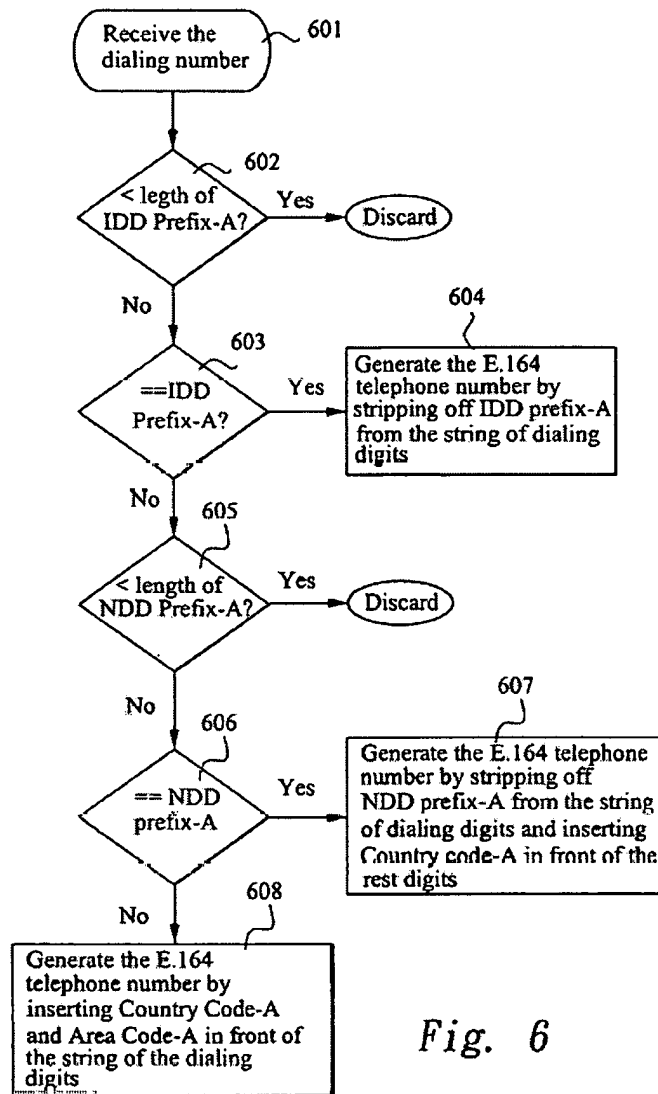 Receive the
dialing number
601
602
< legth of
IDD Prefix-A?
Yes
Discard
No
603
==IDD
Prefix-A?
Yes
604
Generate the E.164
telephone number by
stripping off IDD prefix-A
from the string of dialing
digits
No
605
< length of
NDD Prefix-A?
Yes
Discard
No
606
== NDD
prefix-A
Yes
607
Generate the E.164 telephone
number by stripping off
NDD prefix-A from the string
of dialing digits and inserting
Country code-A in front of the
rest digits
No
608
Generate the E.164
telephone number by
inserting Country Code-A
and Area Code-A in front of
the string of the dialing
digits
Fig. 6